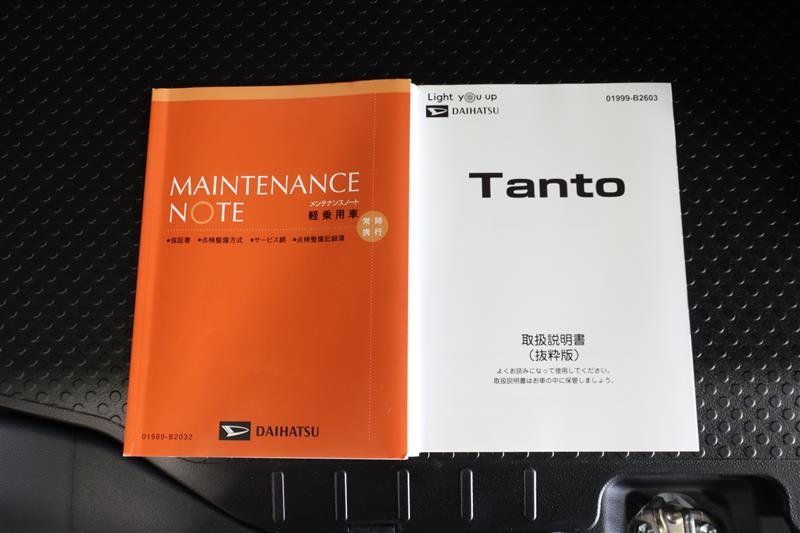 MAINTENANCE
NOTE
メンテナンスノート
軽乗用車
常時
携行
●保証書 ●点検整備方式 ●サービス網 ●点検整備記録簿
01989-B2032
DAIHATSU
Light you up
DAIHATSU
01999-B2603
Tanto
取扱説明書
(抜粋版)
よくお読みになって使用してください。
取扱説明書はお車の中に保管しましょう。